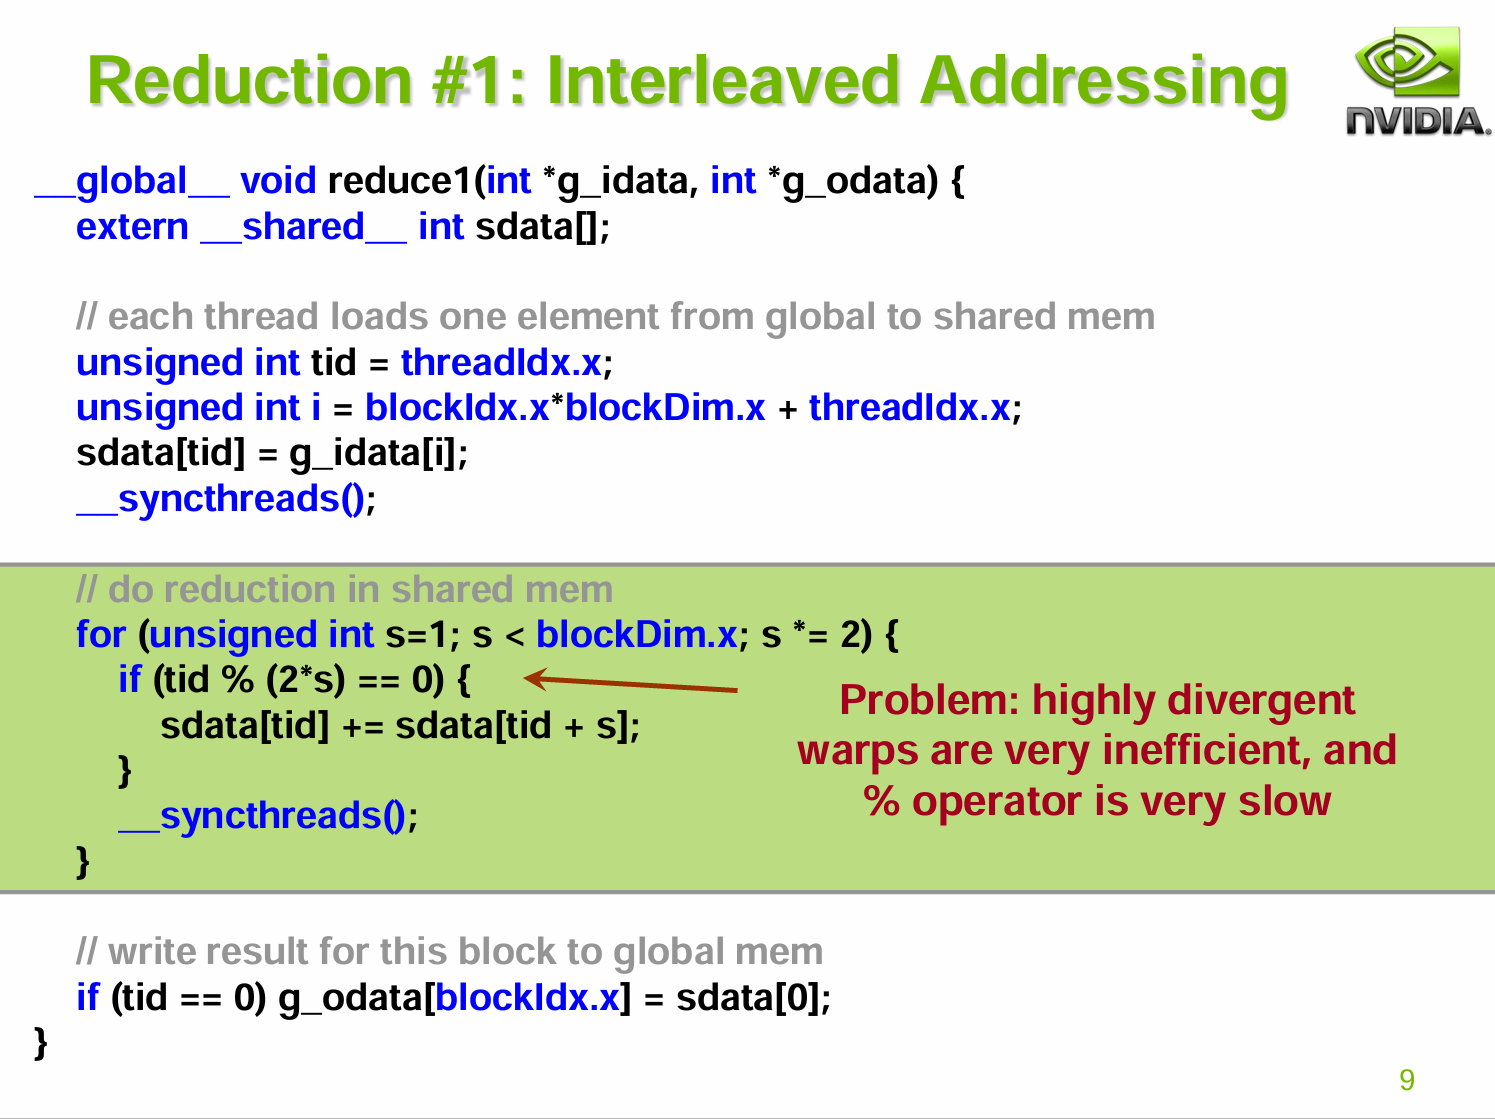 Reduction #1: Interleaved Addressing
NVIDIA.
__global__ void reduce1(int *g_idata, int *g_odata) {
extern __shared__ int sdata[];
// each thread loads one element from global to shared mem
unsigned int tid = threadIdx.x;
unsigned int i = blockIdx.x*blockDim.x + threadIdx.x;
sdata[tid] = g_idata[i];
__syncthreads();
// do reduction in shared mem
for (unsigned int s=1; s < blockDim.x; s *= 2) {
if (tid % (2*s) == 0) {
sdata[tid] += sdata[tid + s];
}
__syncthreads();
}
Problem: highly divergent
warps are very inefficient, and
% operator is very slow
// write result for this block to global mem
if (tid == 0) g_odata[blockIdx.x] = sdata[0];
}
9